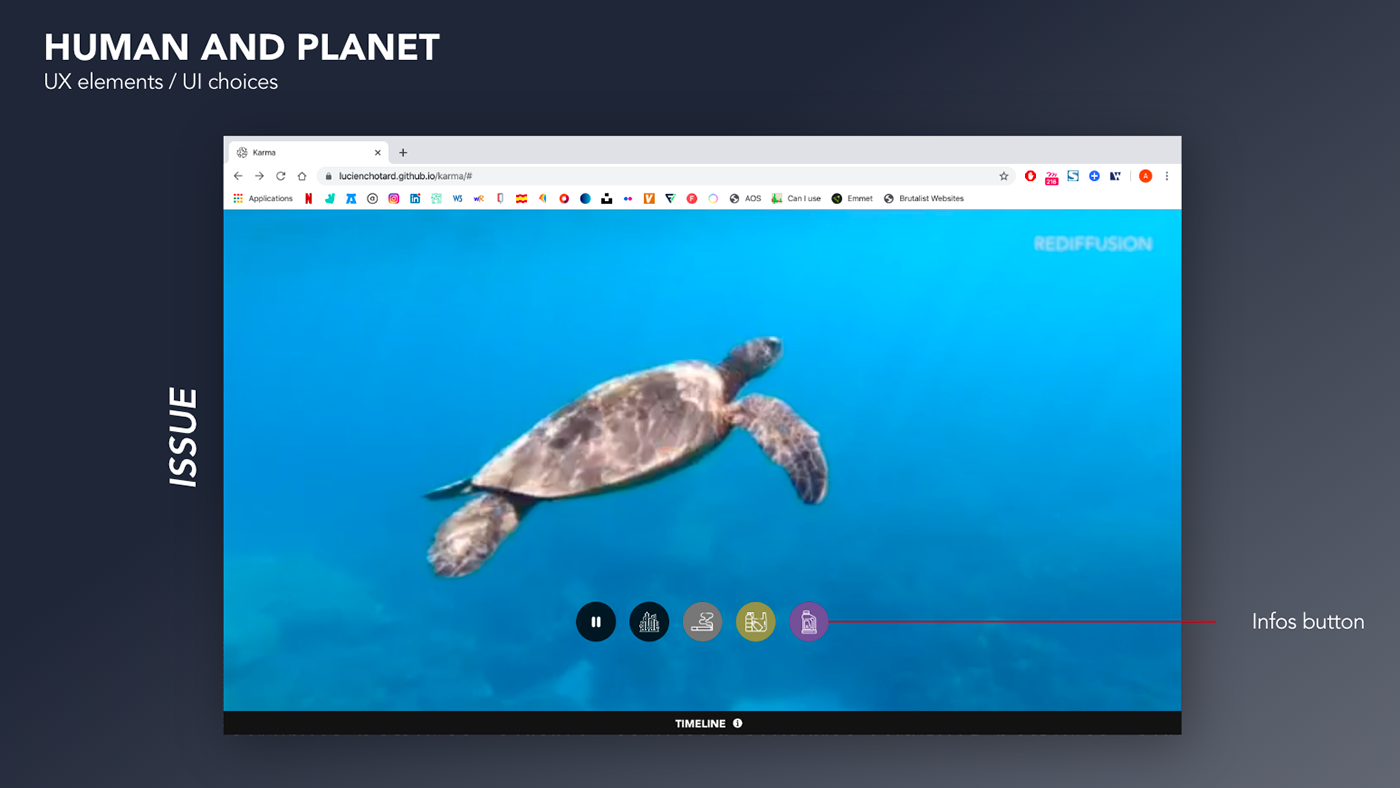 HUMAN AND PLANET
UX elements / UI choices
Karma
lucienchotard.github.io/karma/#
216
A
Applications
AOS
Can I use
Emmet
Brutalist Websites
REDIFFUSION
ISSUE
Infos button
TIMELINE